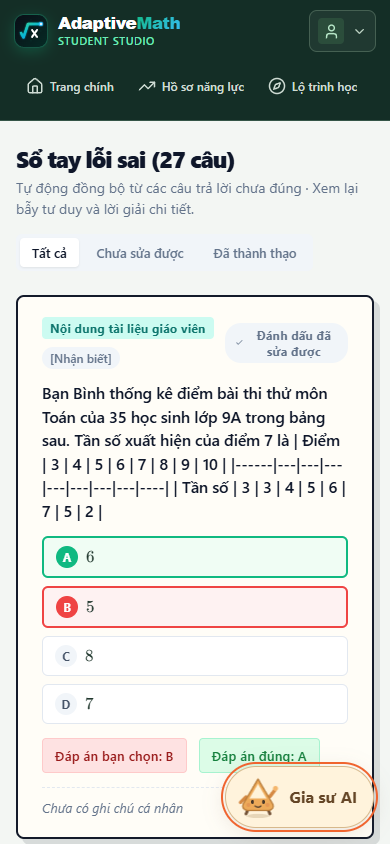 AdaptiveMath
STUDENT STUDIO
Trang chính
Hồ sơ năng lực
Lộ trình học
Sổ tay lỗi sai (27 câu)
Tự động đồng bộ từ các câu trả lời chưa đúng · Xem lại
bẫy tư duy và lời giải chi tiết.
Tất cả
Chưa sửa được
Đã thành thạo
Nội dung tài liệu giáo viên
[Nhận biết]
Đánh dấu đã
sửa được
Bạn Bình thống kê điểm bài thi thử môn
Toán của 35 học sinh lớp 9A trong bảng
sau. Tần số xuất hiện của điểm 7 là | Điểm
| 3 | 4 | 5 | 6 | 7 | 8 | 9 | 10 | |------|---|---|---
|---|---|---|---|----| | Tần số | 3 | 3 | 4 | 5 | 6 |
7 | 5 | 2 |
A 6
B 5
C 8
D 7
Đáp án bạn chọn: B
Đáp án đúng: A
Chưa có ghi chú cá nhân
Gia sư AI